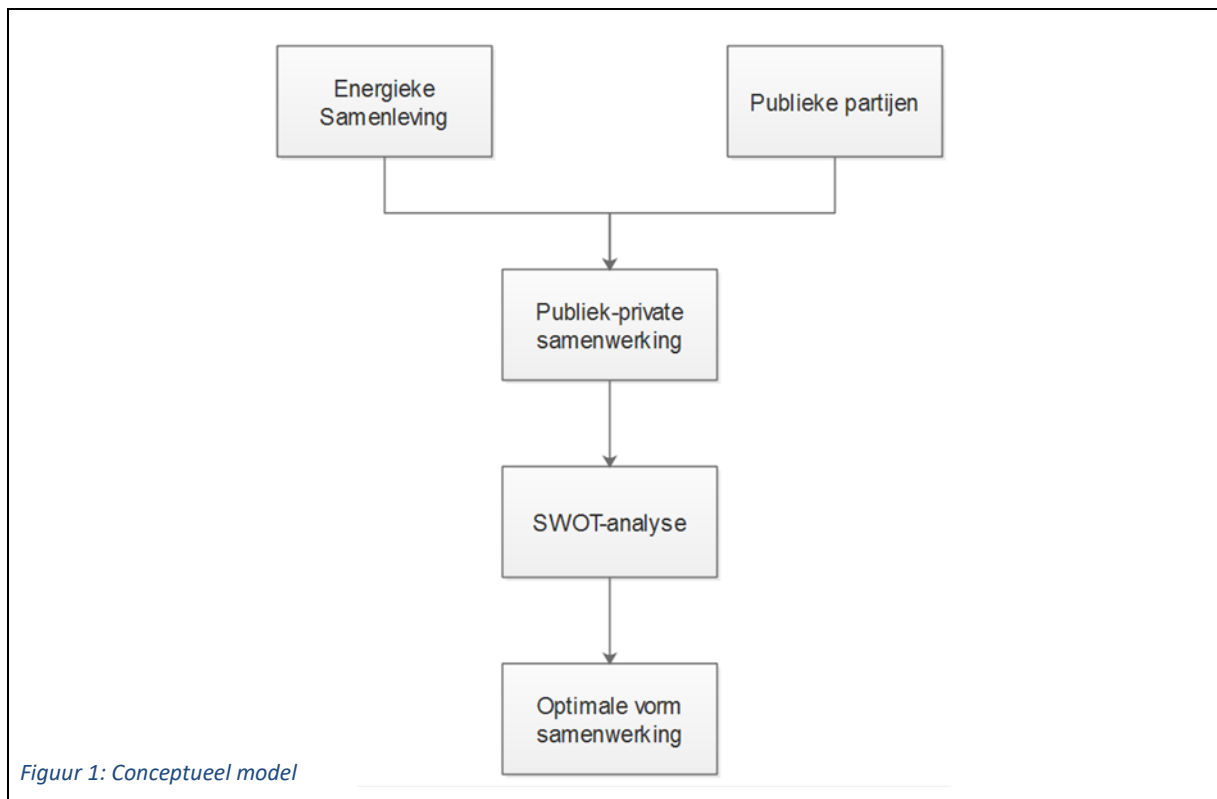 Energieke
Samenleving
Publieke partijen
Publiek-private
samenwerking
SWOT-analyse
Optimale vorm
samenwerking
Figuur 1: Conceptueel model